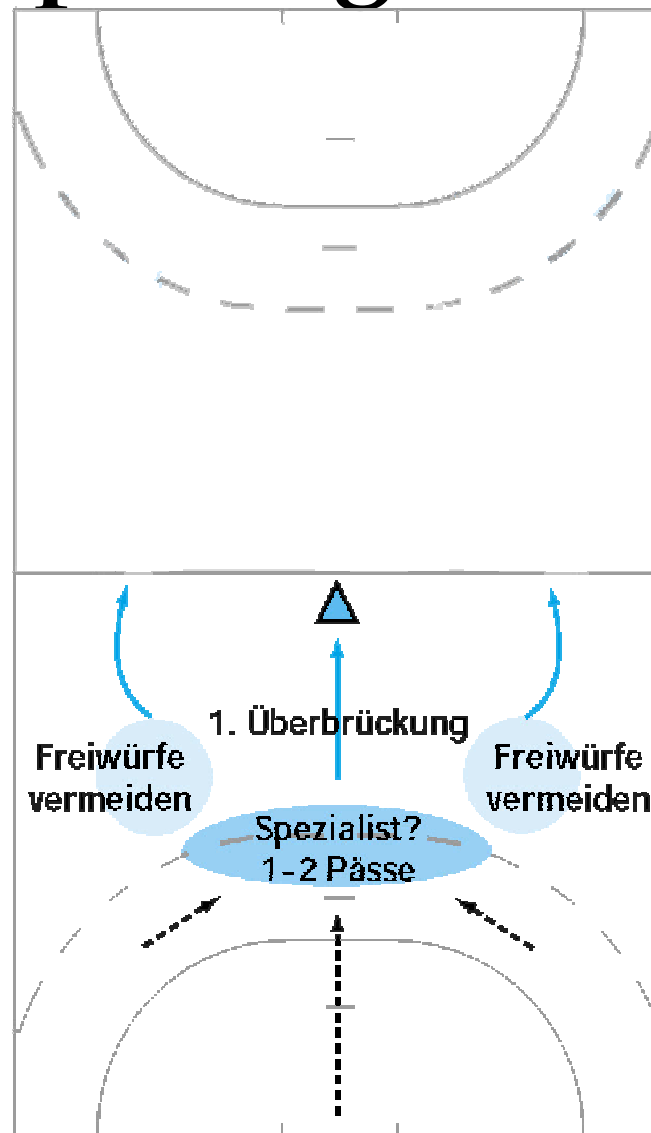 1. Überbrückung
Freiwürfe
vermeiden
Freiwürfe
vermeiden
Spezialist?
1-2 Pässe